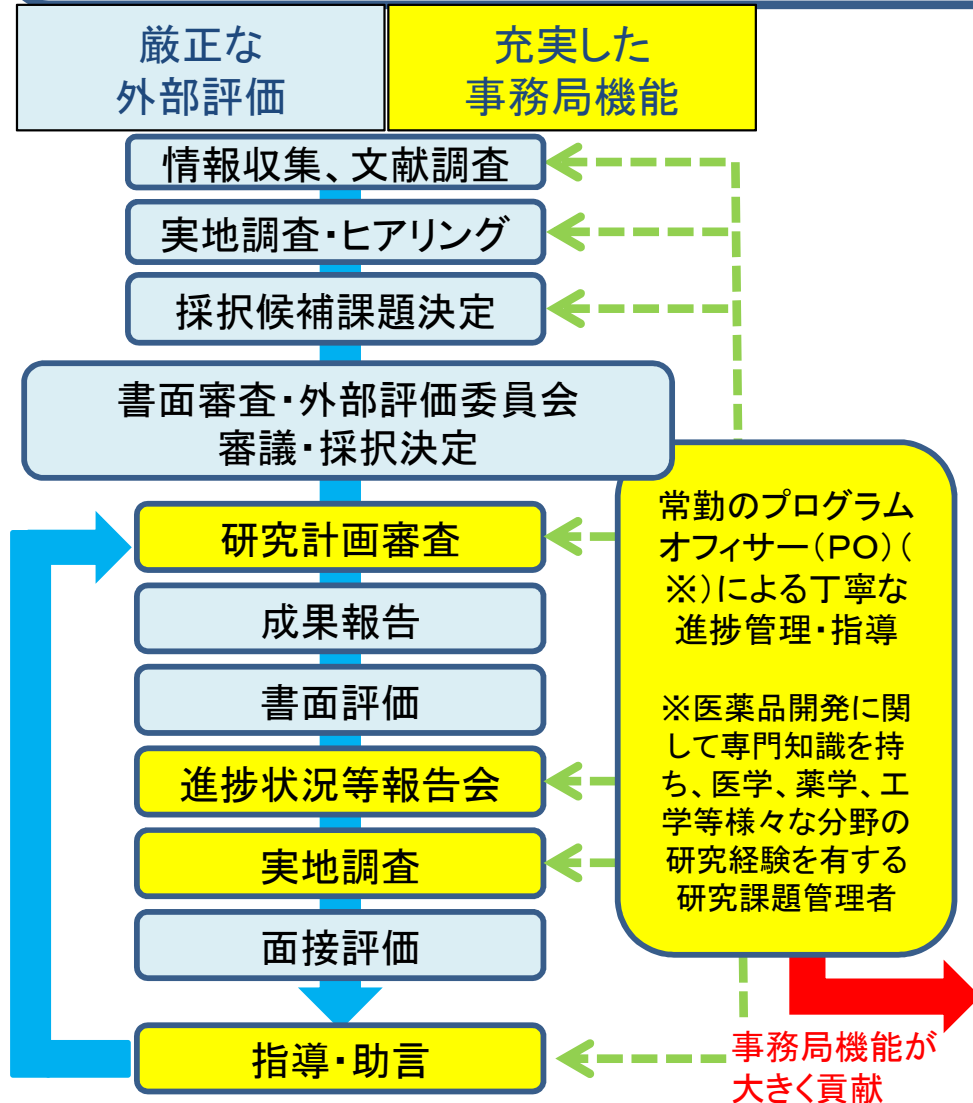 厳正な
外部評価
充実した
事務局機能
情報収集、文献調査
実地調査・ヒアリング
採択候補課題決定
書面審査・外部評価委員会
審議・採択決定
研究計画審査
成果報告
書面評価
進捗状況等報告会
実地調査
面接評価
指導・助言
常勤のプログラム
オフィサー(PO)(
※)による丁寧な
進捗管理・指導
※医薬品開発に関
して専門知識を持
ち、医学、薬学、工
学等様々な分野の
研究経験を有する
研究課題管理者
事務局機能が
大きく貢献